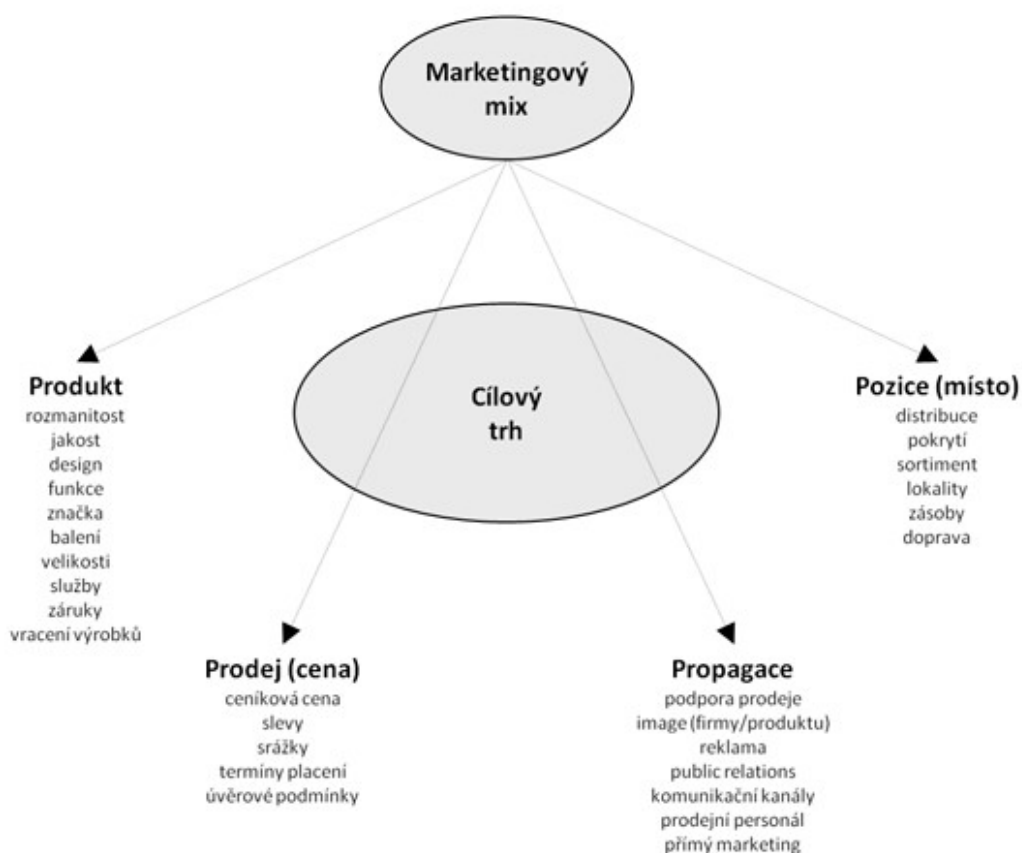 Marketingový
mix
Cílový
trh
Produkt
rozmanitost
jakost
design
funkce
značka
balení
velikosti
služby
záruky
vracení výrobků
Prodej (cena)
ceníková cena
slevy
srážky
termíny placení
úvěrové podmínky
Propagace
podpora prodeje
image (firmy/produktu)
reklama
public relations
komunikační kanály
prodejní personál
přímý marketing
Pozice (místo)
distribuce
pokrytí
sortiment
lokality
zásoby
doprava